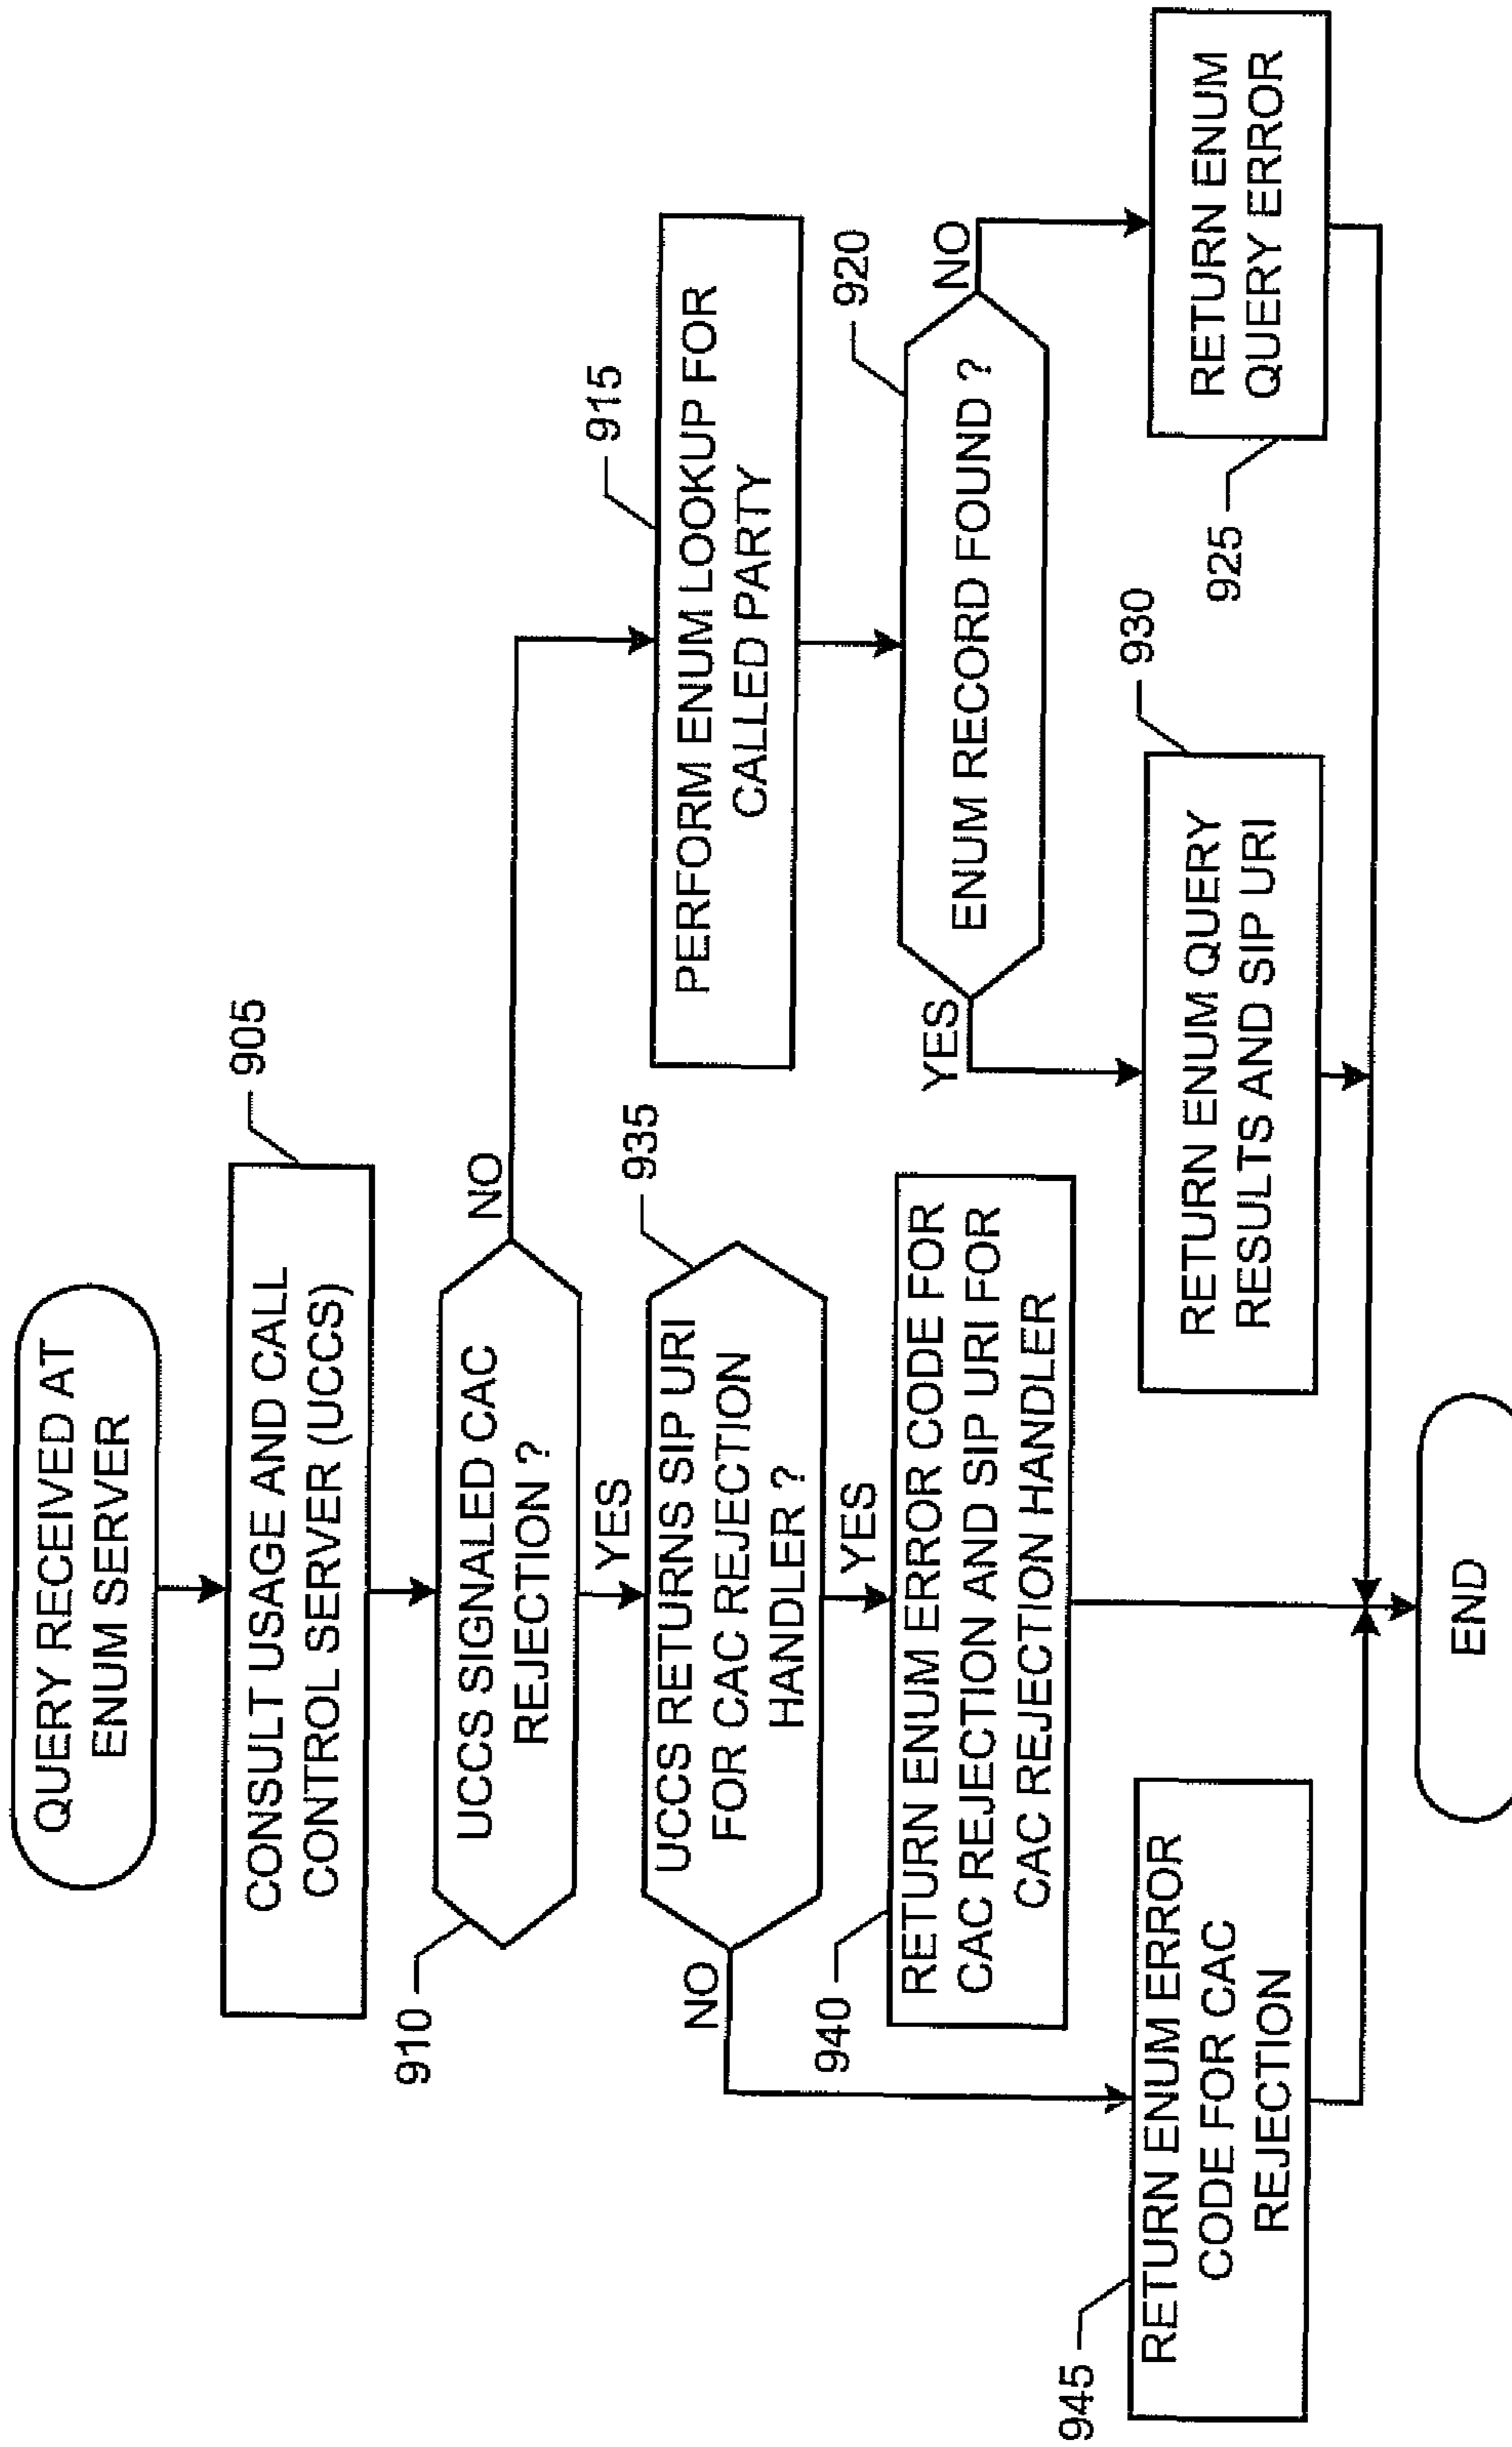 QUERY RECEIVED AT
ENUM SERVER
905
CONSULT USAGE AND CALL
CONTROL SERVER (UCCS)
910
UCCS SIGNALED CAC
REJECTION ?
NO
YES
915
PERFORM ENUM LOOKUP FOR
CALLED PARTY
935
UCCS RETURNS SIP URI
FOR CAC REJECTION
HANDLER ?
NO
YES
920
ENUM RECORD FOUND ?
YES
NO
940
RETURN ENUM ERROR CODE FOR
CAC REJECTION AND SIP URI FOR
CAC REJECTION HANDLER
945
RETURN ENUM ERROR
CODE FOR CAC
REJECTION
930
RETURN ENUM QUERY
RESULTS AND SIP URI
925
RETURN ENUM
QUERY ERROR
END